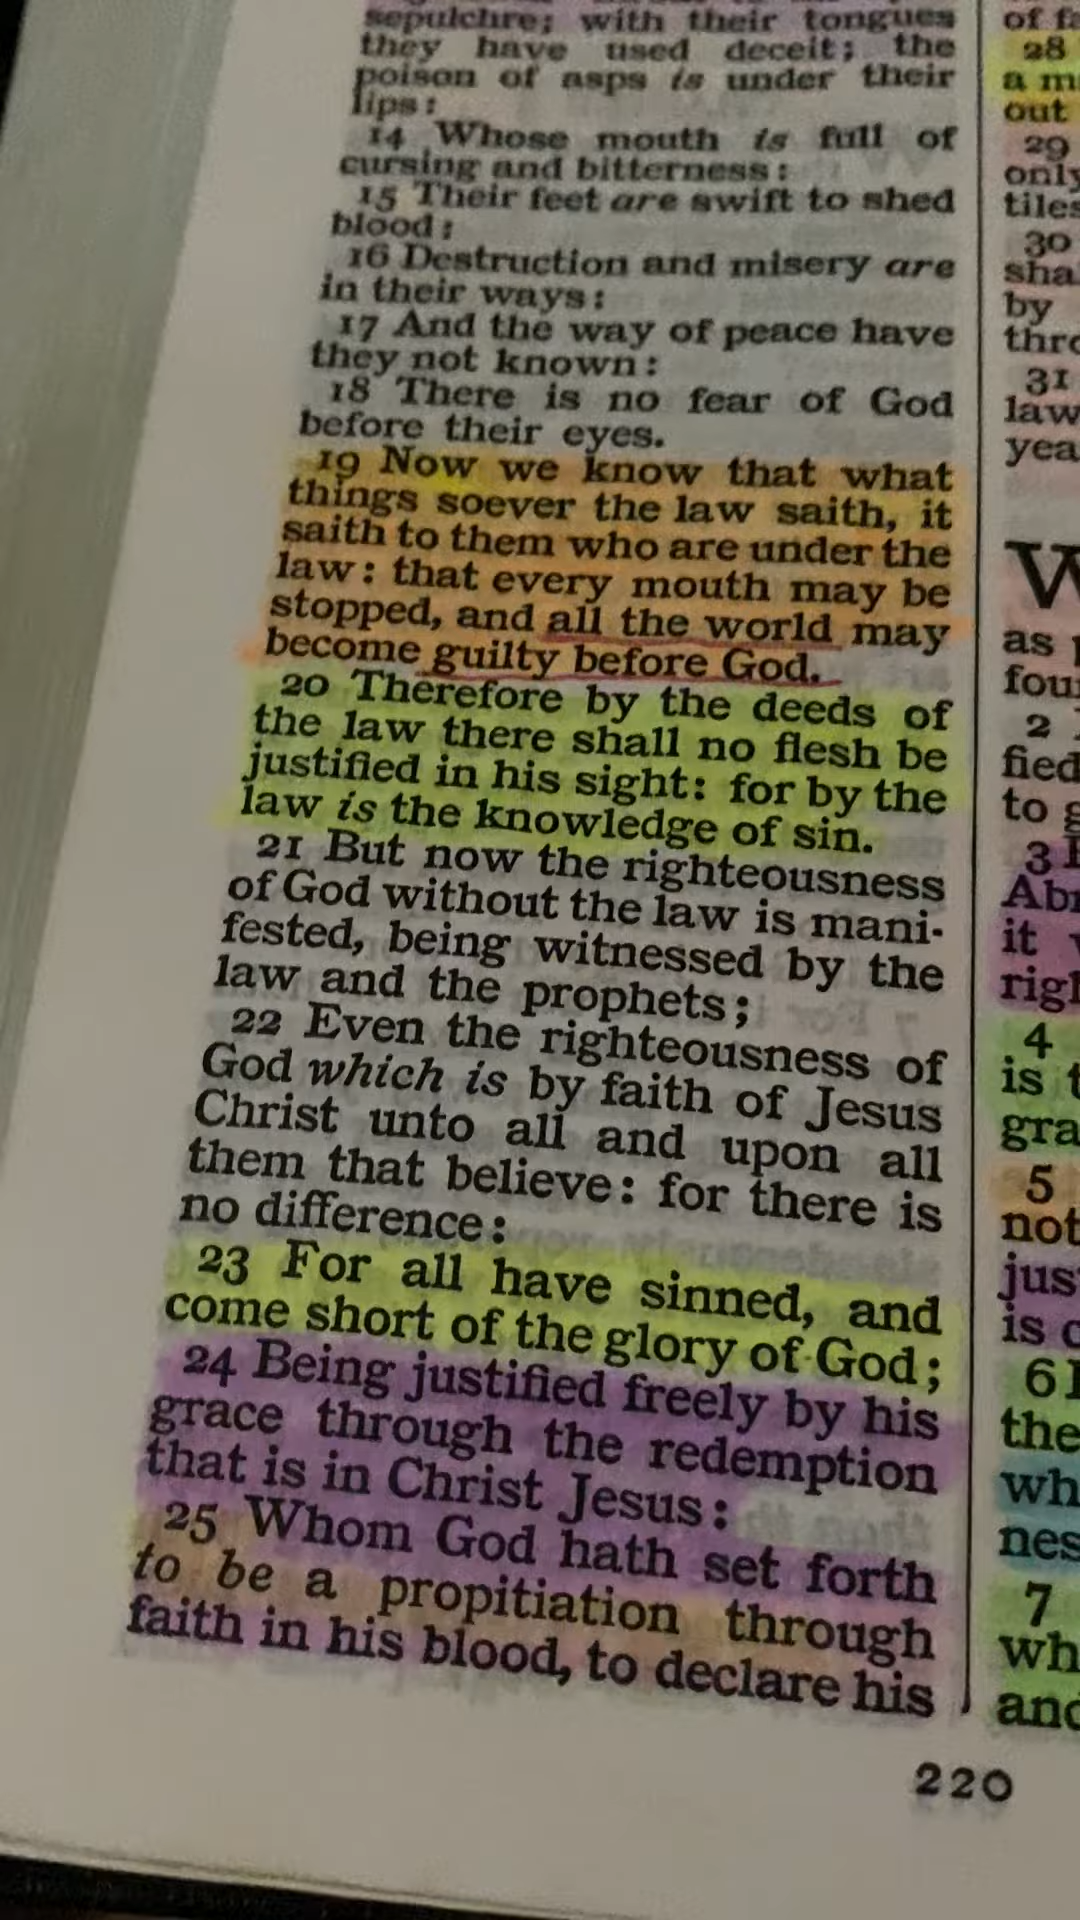 sepulchre; with their tongues
they have used deceit; the
poison of asps is under their
lips:
14 Whose mouth is full of
cursing and bitterness:
15 Their feet are swift to shed
blood:
16 Destruction and misery are
in their ways:
17 And the way of peace have
they not known:
18 There is no fear of God
before their eyes.
19 Now we know that what
things soever the law saith, it
saith to them who are under the
law: that every mouth may be
stopped, and all the world may
become guilty before God.
20 Therefore by the deeds of
the law there shall no flesh be
justified in his sight: for by the
law is the knowledge of sin.
21 But now the righteousness
of God without the law is mani-
fested, being witnessed by the
law and the prophets;
22 Even the righteousness of
God which is by faith of Jesus
Christ unto all and upon all
them that believe: for there is
no difference:
23 For all have sinned, and
come short of the glory of God;
24 Being justified freely by his
grace through the redemption
that is in Christ Jesus:
25 Whom God hath set forth
to be a propitiation through
faith in his blood, to declare his
of
28
a
out
29
tiles
30
by
31
law
yea
W
as
2
fied
to
3
it
4
is
5
not
is
6
the
7
and
220